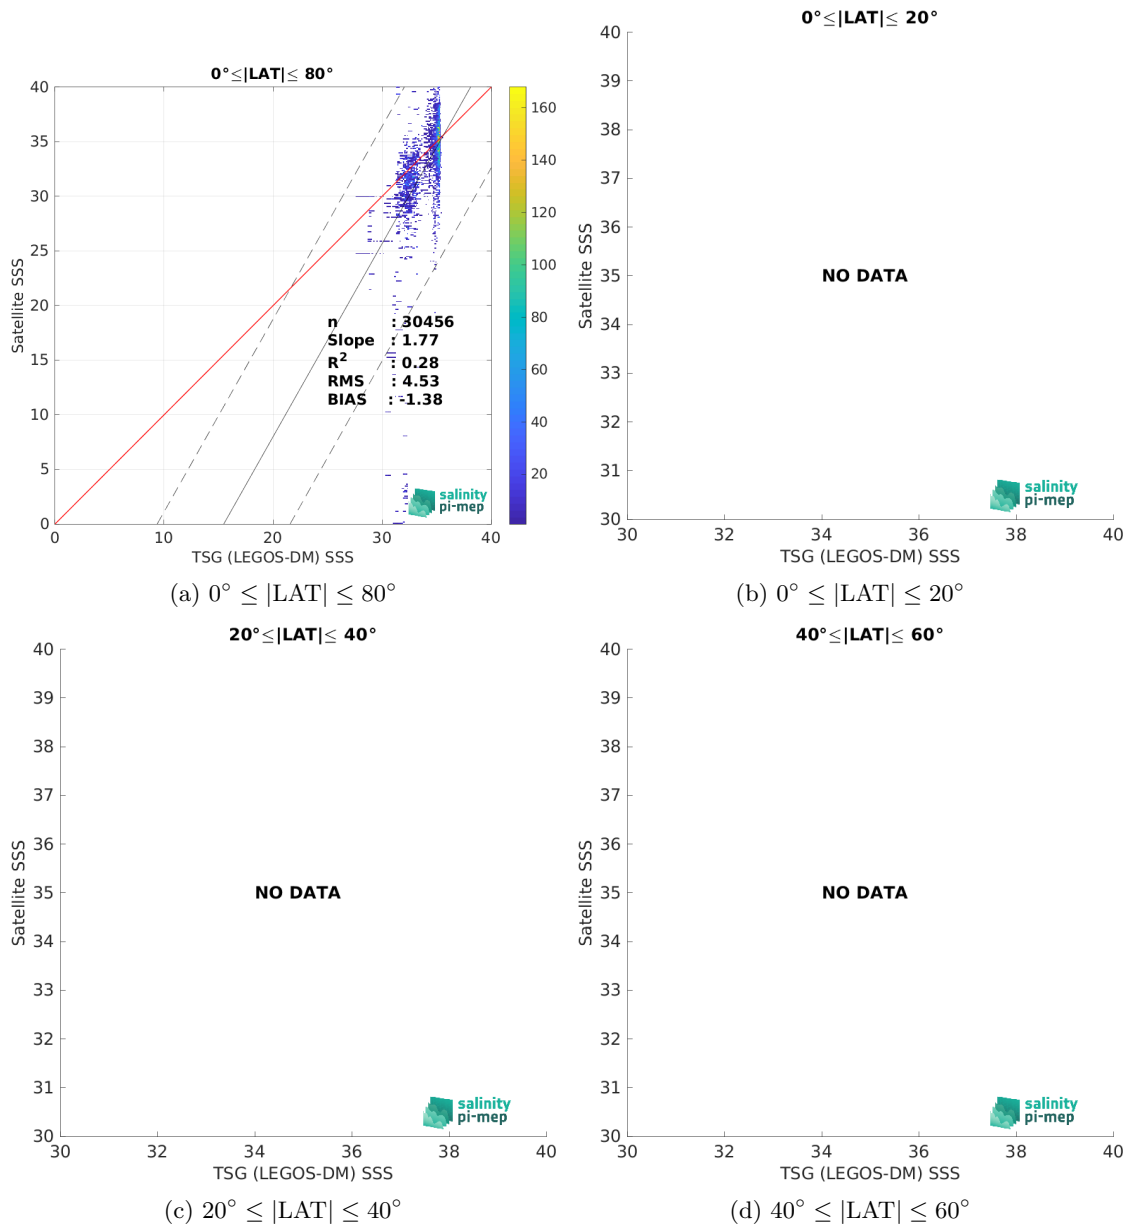 0°≤|LAT|≤ 80°
40
35
30
25
20
15
10
5
0
Satellite SSS
0
10
20
30
40
TSG (LEGOS-DM) SSS
160
140
120
100
80
60
40
20
n : 30456
Slope : 1.77
R² : 0.28
RMS : 4.53
BIAS : -1.38
salinity
pi-mep
(a) 0° ≤ |LAT| ≤ 80°
0°≤|LAT|≤ 20°
40
39
38
37
36
35
34
33
32
31
30
Satellite SSS
NO DATA
salinity
pi-mep
30
32
34
36
38
40
TSG (LEGOS-DM) SSS
(b) 0° ≤ |LAT| ≤ 20°
20°≤|LAT|≤ 40°
40
39
38
37
36
35
34
33
32
31
30
Satellite SSS
NO DATA
salinity
pi-mep
30
32
34
36
38
40
TSG (LEGOS-DM) SSS
(c) 20° ≤ |LAT| ≤ 40°
40°≤|LAT|≤ 60°
40
39
38
37
36
35
34
33
32
31
30
Satellite SSS
NO DATA
salinity
pi-mep
30
32
34
36
38
40
TSG (LEGOS-DM) SSS
(d) 40° ≤ |LAT| ≤ 60°